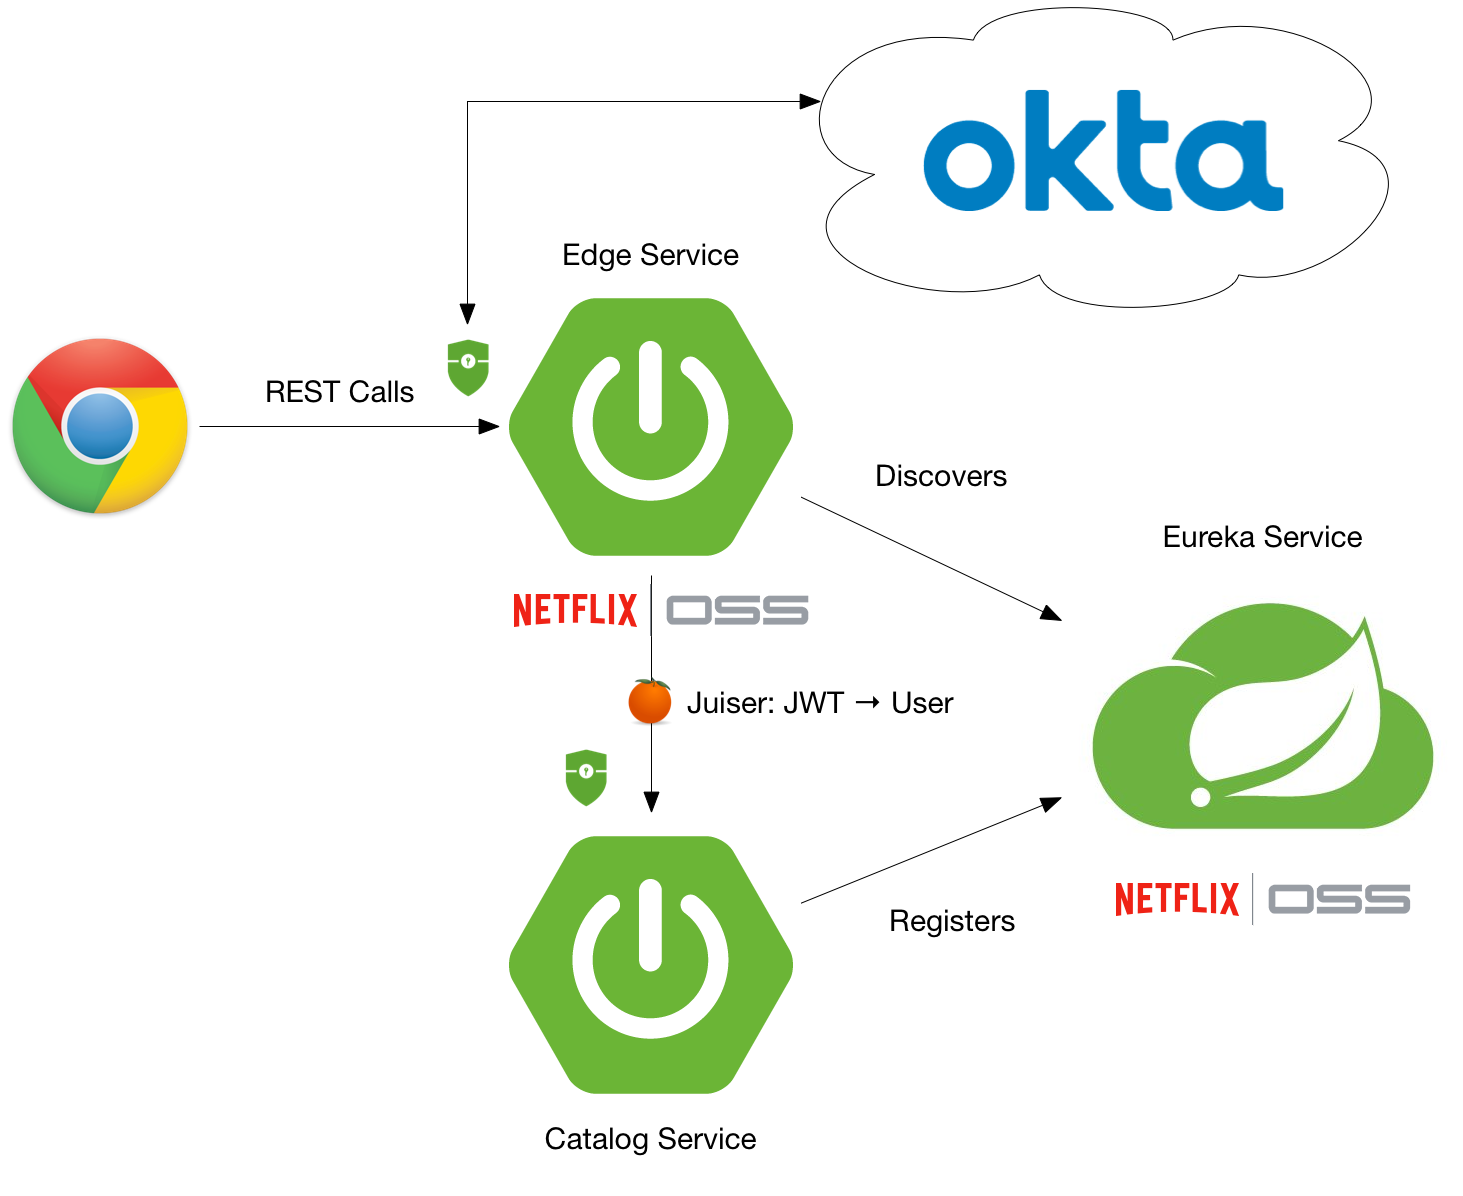 okta
Edge Service
REST Calls
Discovers
Eureka Service
NETFLIX OSS
Juiser: JWT → User
NETFLIX OSS
Registers
Catalog Service